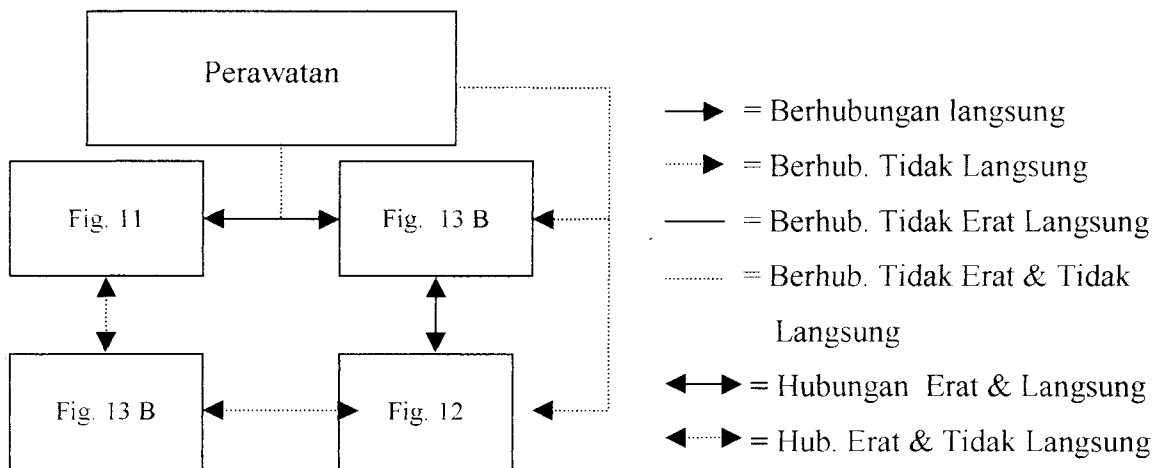 Perawatan
Fig. 11
Fig. 13 B
Fig. 13 B
Fig. 12
= Berhubungan langsung
= Berhub. Tidak Langsung
= Berhub. Tidak Erat Langsung
= Berhub. Tidak Erat & Tidak
Langsung
= Hubungan Erat & Langsung
= Hub. Erat & Tidak Langsung